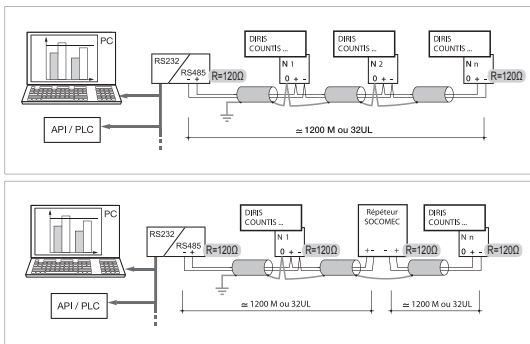 PC
RS232
RS485
- +
R=120Ω
DIRIS
COUNTIS ...
N 1
0 + -
DIRIS
COUNTIS ...
N 2
0 + -
DIRIS
COUNTIS ...
N n
0 + -
R=120Ω
API / PLC
≃ 1200 M ou 32UL
PC
RS232
RS485
- +
R=120Ω
DIRIS
COUNTIS ...
N 1
0 + -
R=120Ω
Répéteur
SOCOMEC
+ - - +
R=120Ω
DIRIS
COUNTIS ...
N n
0 + -
R=120Ω
API / PLC
≃ 1200 M ou 32UL
≃ 1200 M ou 32UL